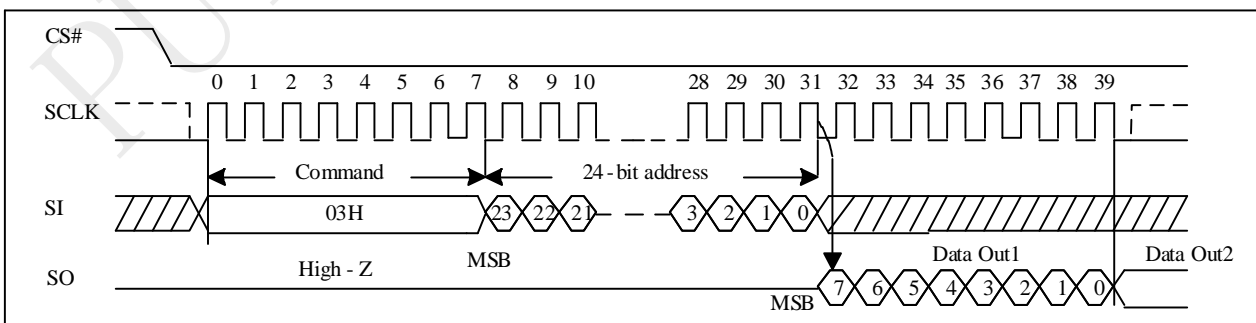 CS#
0 1 2 3 4 5 6 7 8 9 10 28 29 30 31 32 33 34 35 36 37 38 39
SCLK
Command 24-bit address
SI 03H 23 22 21 3 2 1 0
High - Z MSB Data Out1 Data Out2
SO MSB 7 6 5 4 3 2 1 0